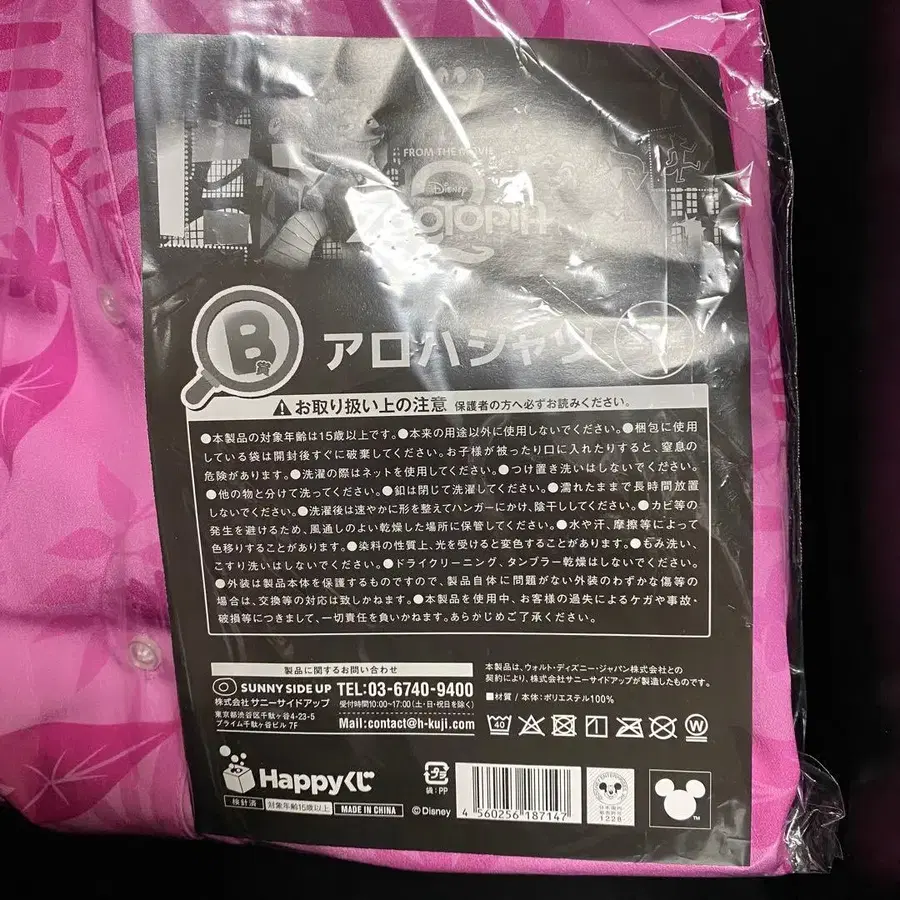 FROM THE MOVIE
Disney
ZOOTOPIA
B賞
アロハシャツ
お取り扱い上の注意 保護者の方へ必ずお読みください。
●本製品の対象年齢は15歳以上です。●本来の用途以外に使用しないでください。●梱包に使用
している袋は開封後すぐに破棄してください。お子様が被ったり口に入れたりすると、窒息の
危険があります。●洗濯の際はネットを使用してください。●つけ置き洗いはしないでください。
●他の物と分けて洗ってください。●釦は閉じて洗濯してください。●濡れたままで長時間放置
しないでください。●洗濯後は速やかに形を整えてハンガーにかけ、陰干ししてください。●カビ等の
発生を避けるため、風通しのよい乾燥した場所に保管してください。●水や汗、摩擦等によって
色移りすることがあります。●染料の性質上、光を受けると変色することがあります。●もみ洗い、
こすり洗いはしないでください。●ドライクリーニング、タンブラー乾燥はしないでください。
●外装は製品本体を保護するものですので、製品自体に問題がない外装のわずかな傷等の
場合は、交換等の対応は致しかねます。●本製品を使用中、お客様の過失によるケガや事故・
破損等につきまして、一切責任を負いかねます。あらかじめご了承ください。
製品に関するお問い合わせ
SUNNY SIDE UP
株式会社 サニーサイドアップ
東京都渋谷区千駄ヶ谷4-23-5
プライム千駄ヶ谷ビル 7F
TEL:03-6740-9400
受付時間10:00~17:00(土・日・祝日を除く)
Mail:contact@h-kuji.com
本製品は、ウォルト・ディズニー・ジャパン株式会社との
契約により、株式会社サニーサイドアップが製造したものです。
■材質 / 本体:ポリエステル100%
40
W
Happyくじ
検針済
対象年齢15歳以上
MADE IN CHINA
©Disney
プラ
袋:PP
4 560256 187147
1228
TM